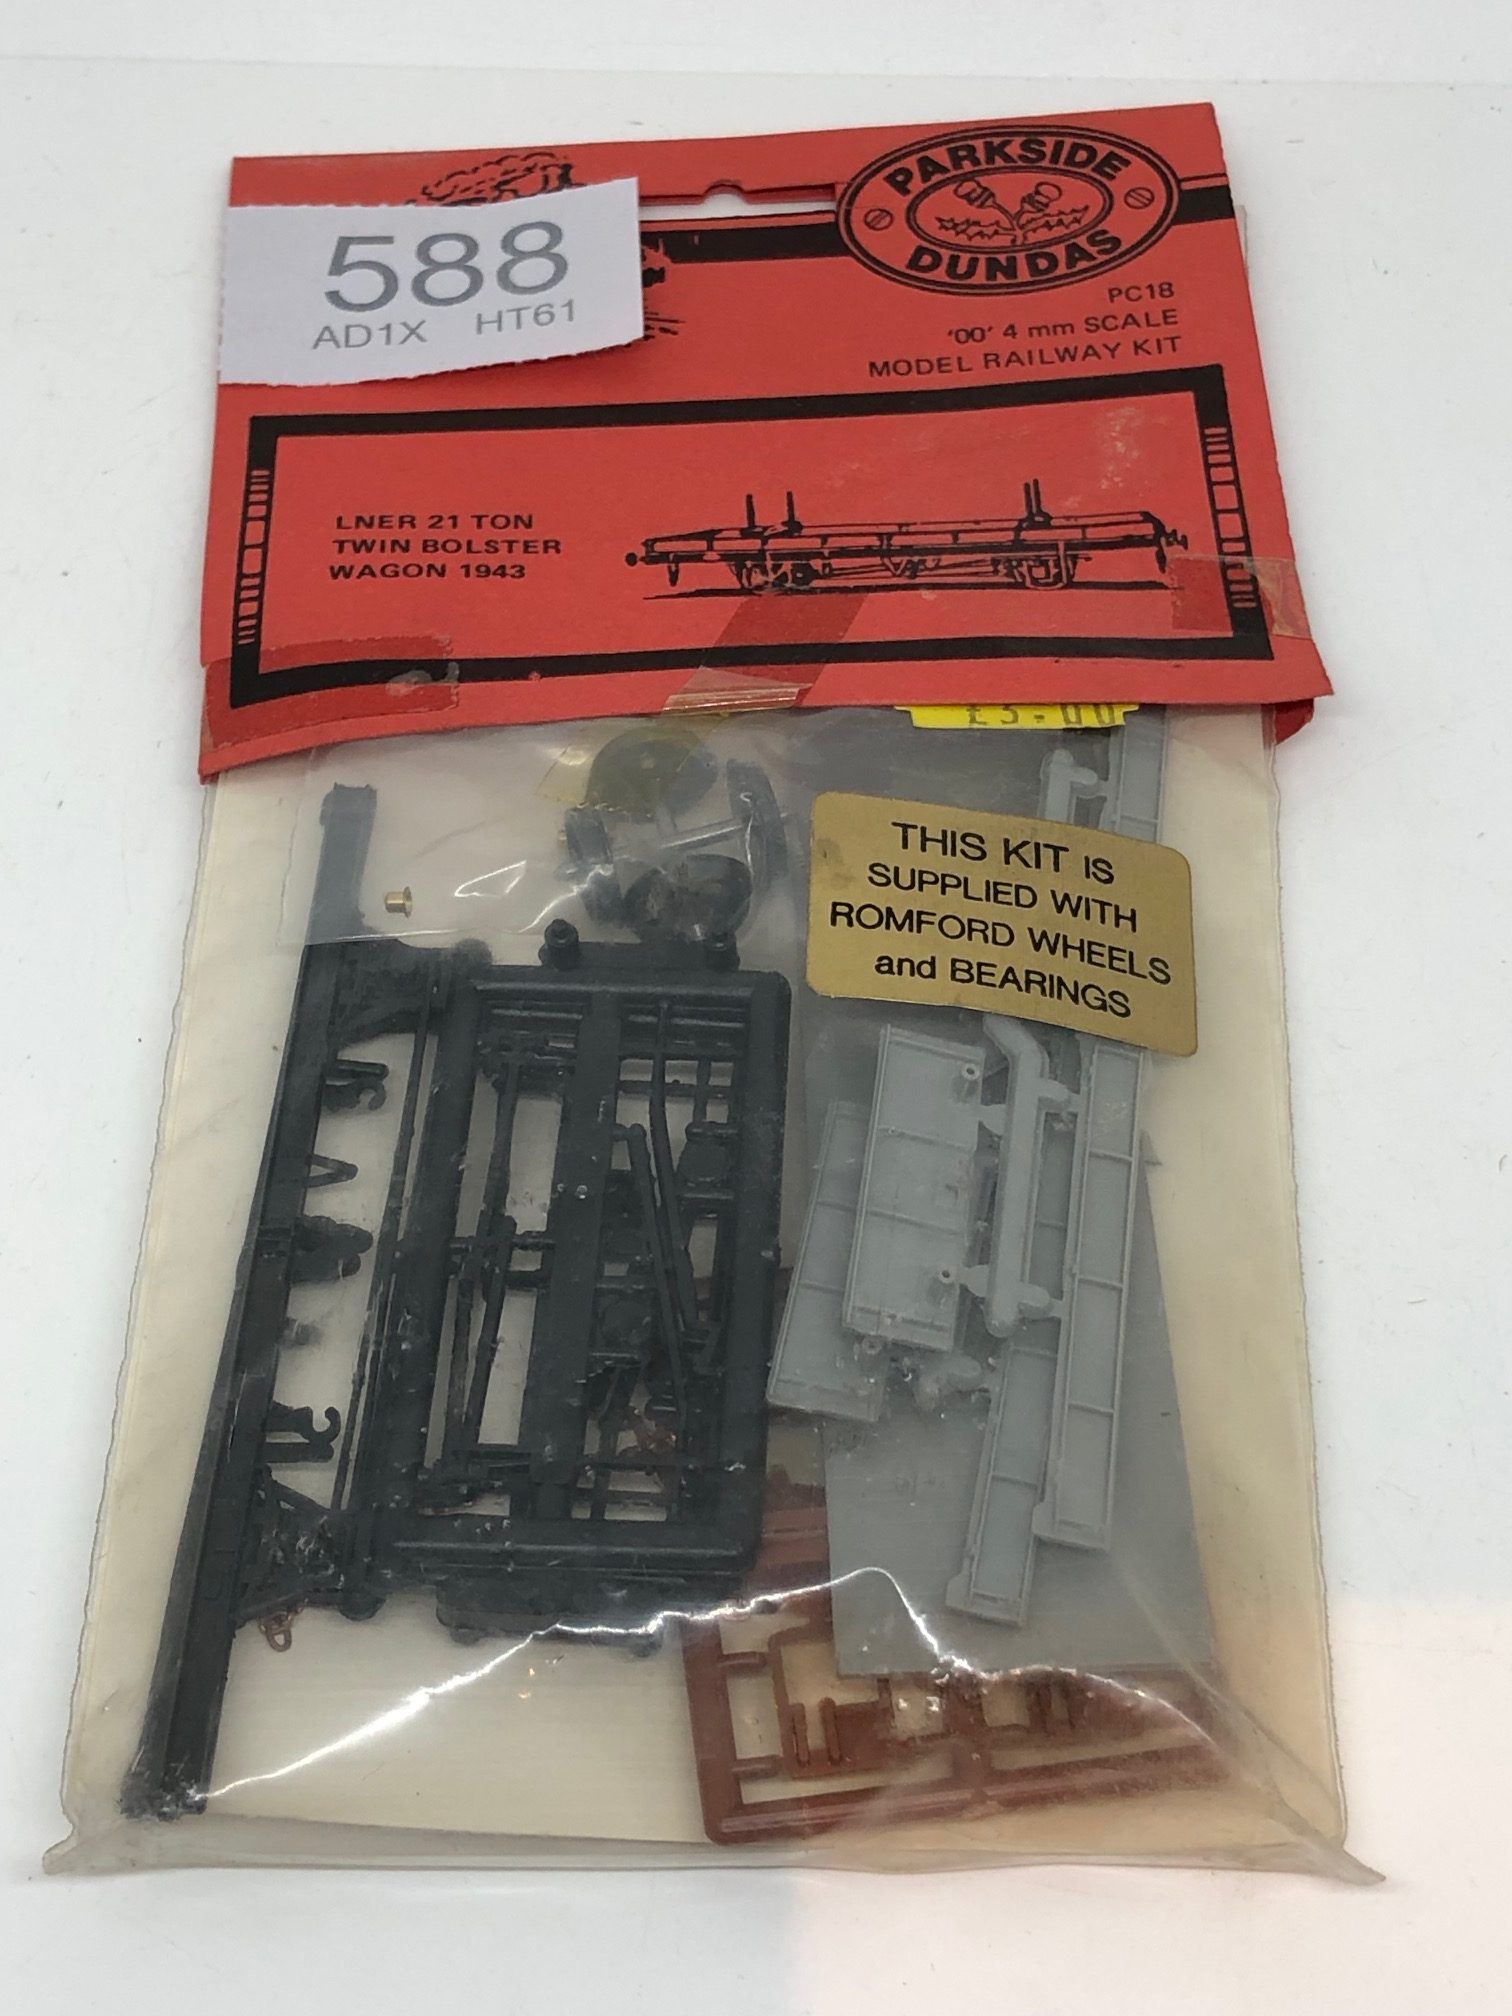 588
AD1X HT61
PARKSIDE
DUNDAS
PC18
'00' 4 mm SCALE
MODEL RAILWAY KIT
LNER 21 TON
TWIN BOLSTER
WAGON 1943
THIS KIT IS
SUPPLIED WITH
ROMFORD WHEELS
and BEARINGS